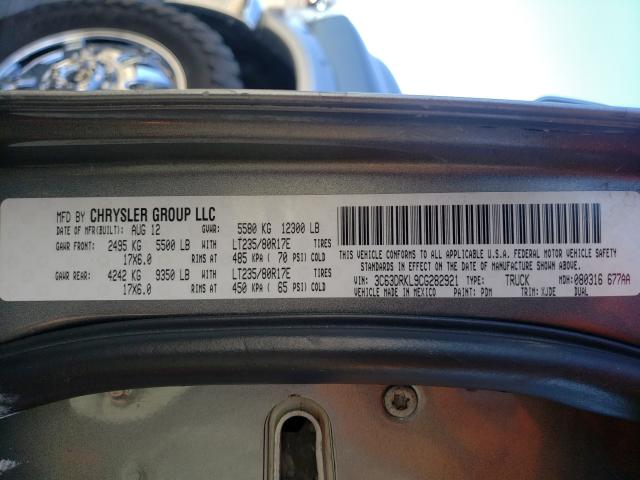 MFD BY CHRYSLER GROUP LLC
DATE OF MFR(BUILT): AUG 12 GVWR: 5580 KG 12300 LB
GAWR FRONT: 2495 KG 5500 LB WITH LT235/80R17E TIRES
17X6.0 RIMS AT 485 KPA ( 70 PSI) COLD
GAWR REAR: 4242 KG 9350 LB WITH LT235/80R17E TIRES
17X6.0 RIMS AT 450 KPA ( 65 PSI) COLD
THIS VEHICLE CONFORMS TO ALL APPLICABLE U.S.A. FEDERAL MOTOR VEHICLE SAFETY
STANDARDS IN EFFECT ON THE DATE OF MANUFACTURE SHOWN ABOVE.
VIN: 3C63DRKL9CG282921 TYPE: TRUCK MDH: 080316 677AA
VEHICLE MADE IN MEXICO PAINT: PDM TRIM: XJDE DUAL